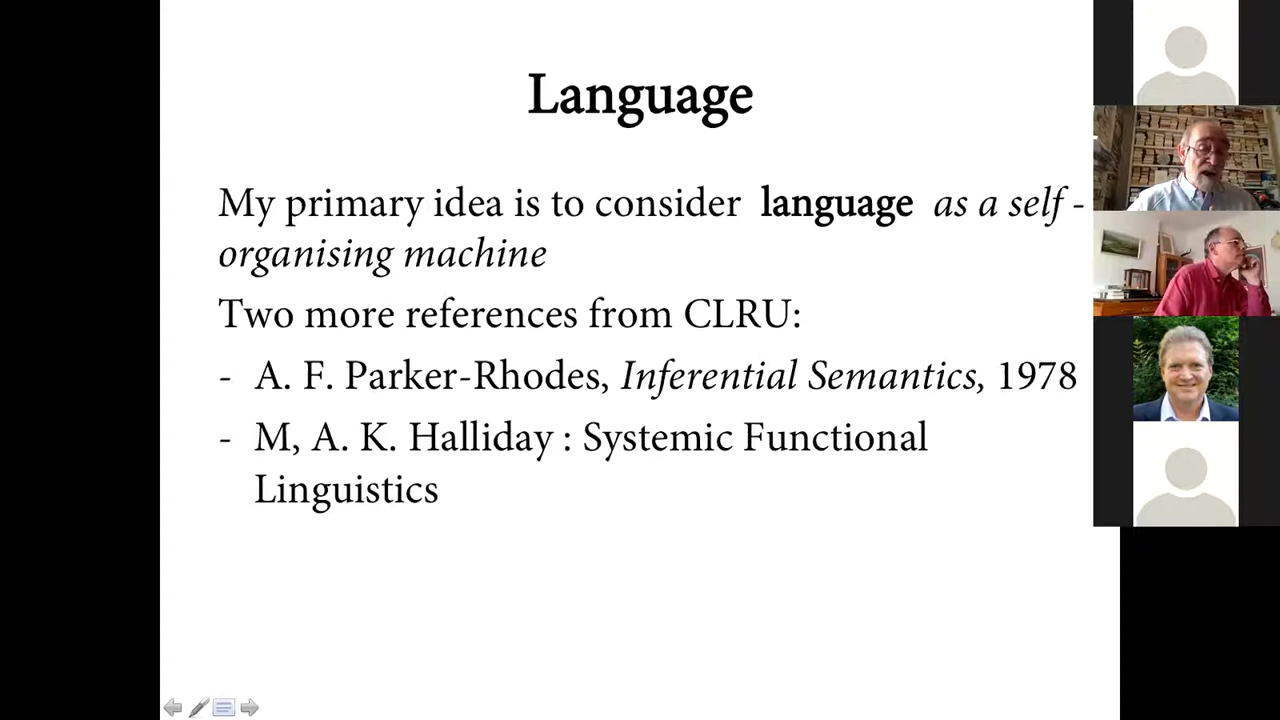 Language
My primary idea is to consider language as a self -
organising machine
Two more references from CLRU:
- A. F. Parker-Rhodes, Inferential Semantics, 1978
- M, A. K. Halliday : Systemic Functional
Linguistics